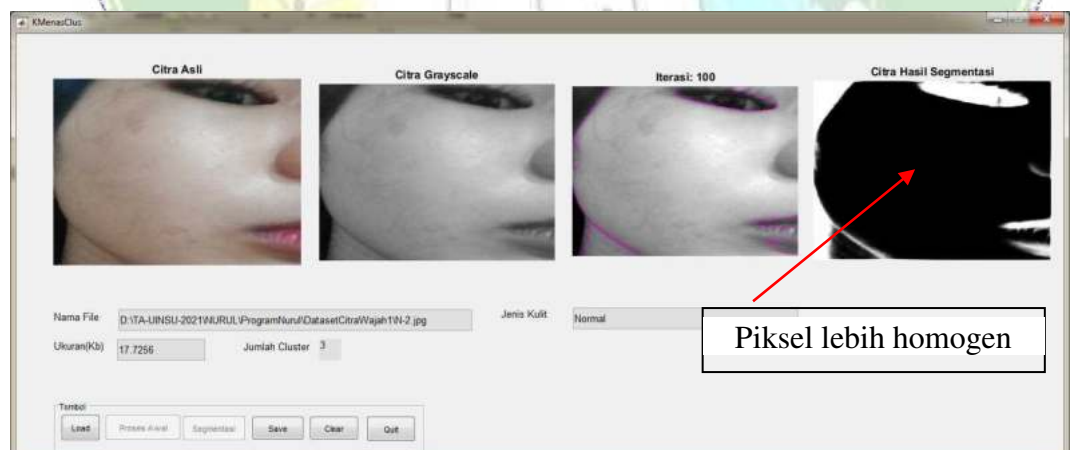 KMenasClus
Citra Asli
Citra Grayscale
Iterasi: 100
Citra Hasil Segmentasi
Nama File
D:\TA-UINSU-2021\NURUL\ProgramNurul\DatasetCitraWajah1\N-2.jpg
Jenis Kulit
Normal
Ukuran(Kb)
17.7256
Jumlah Cluster
3
Piksel lebih homogen
Tombol
Load
Proses Awal
Segmentasi
Save
Clear
Quit